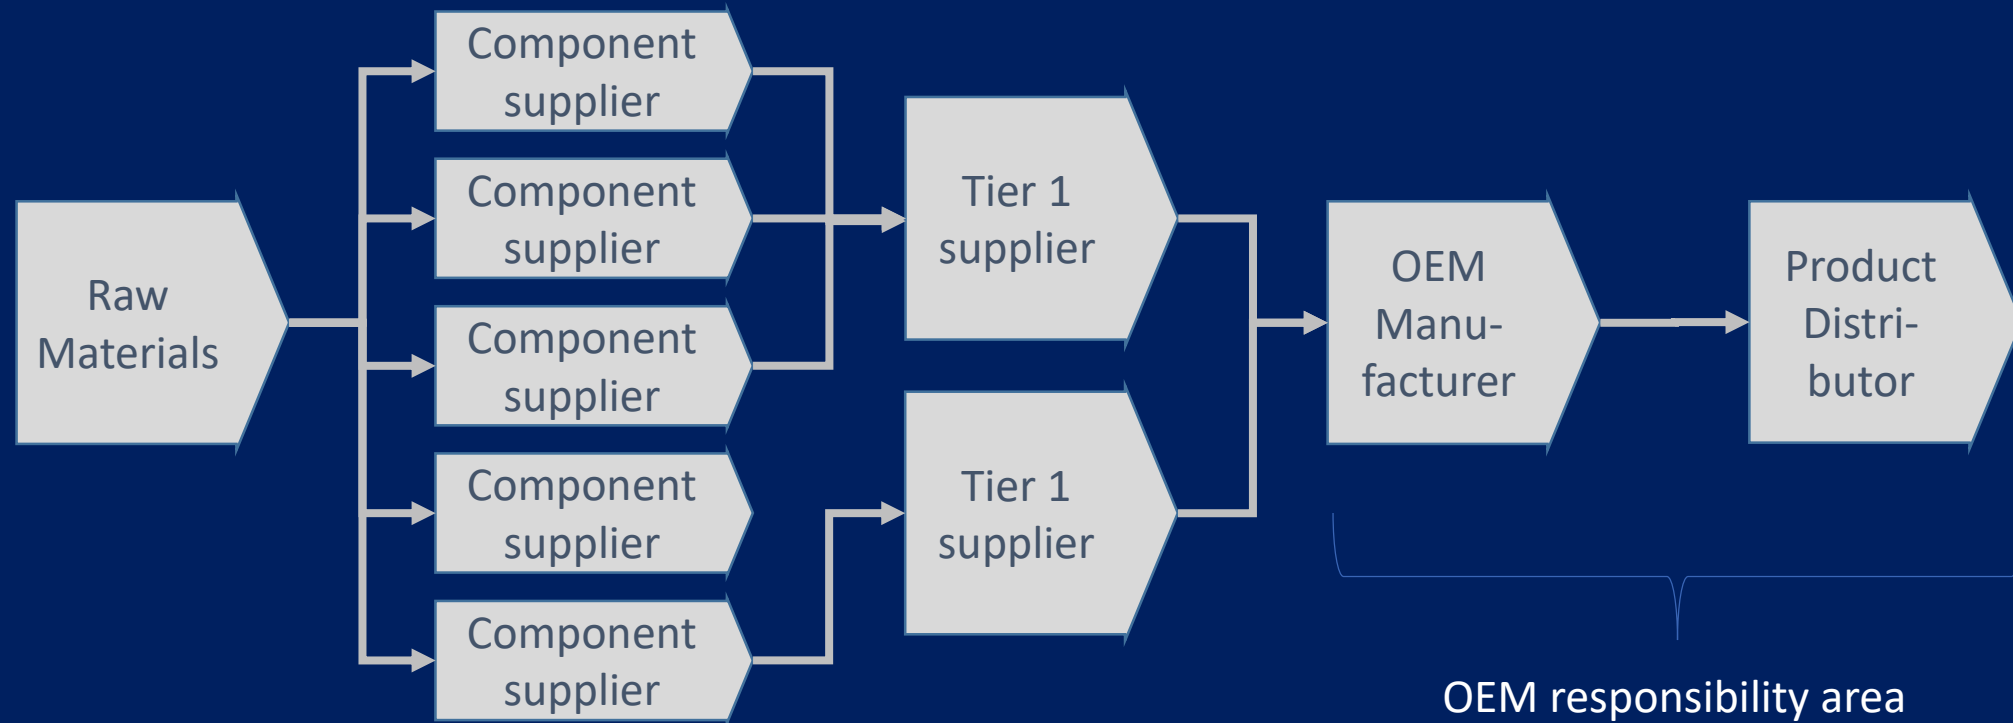 Raw
Materials
Component
supplier
Component
supplier
Component
supplier
Component
supplier
Component
supplier
Tier 1
supplier
Tier 1
supplier
OEM
Manu-
facturer
Product
Distri-
butor
OEM responsibility area